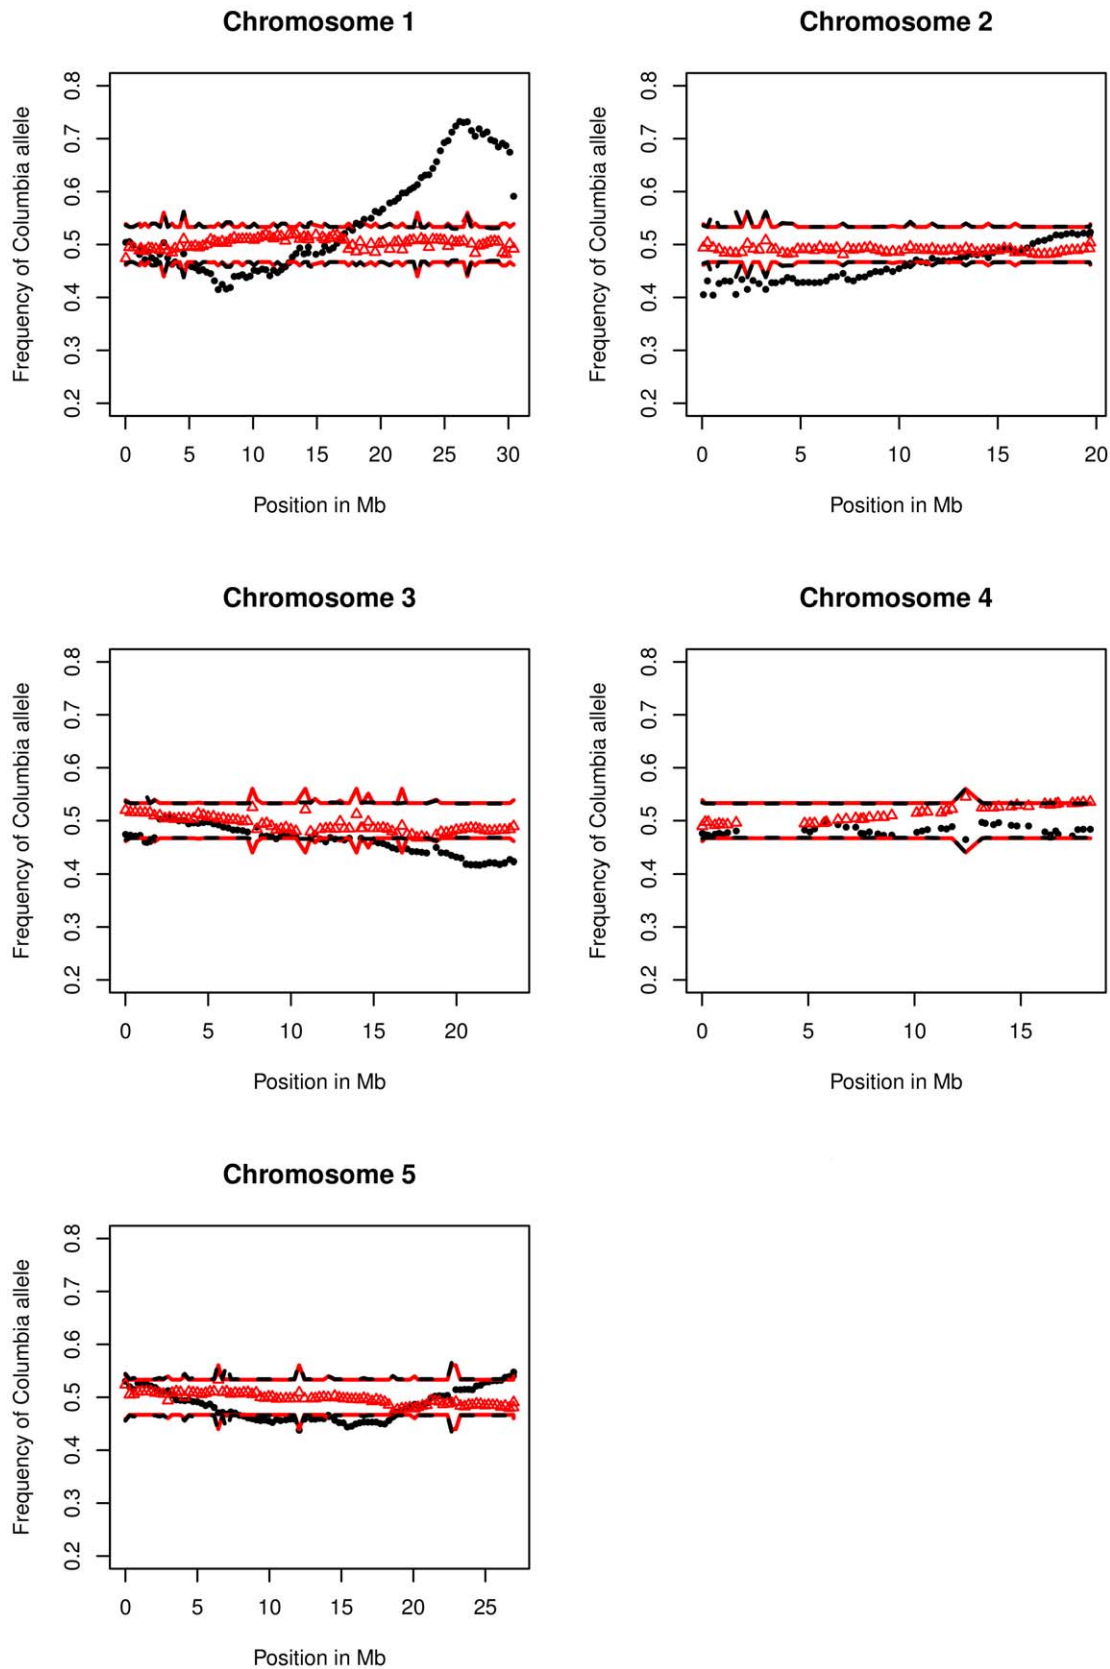 Chromosome 1
Frequency of Columbia allele
0.2 0.3 0.4 0.5 0.6 0.7 0.8
0 5 10 15 20 25 30
Position in Mb
Chromosome 2
Frequency of Columbia allele
0.2 0.3 0.4 0.5 0.6 0.7 0.8
0 5 10 15 20
Position in Mb
Chromosome 3
Frequency of Columbia allele
0.2 0.3 0.4 0.5 0.6 0.7 0.8
0 5 10 15 20
Position in Mb
Chromosome 4
Frequency of Columbia allele
0.2 0.3 0.4 0.5 0.6 0.7 0.8
0 5 10 15
Position in Mb
Chromosome 5
Frequency of Columbia allele
0.2 0.3 0.4 0.5 0.6 0.7 0.8
0 5 10 15 20 25
Position in Mb